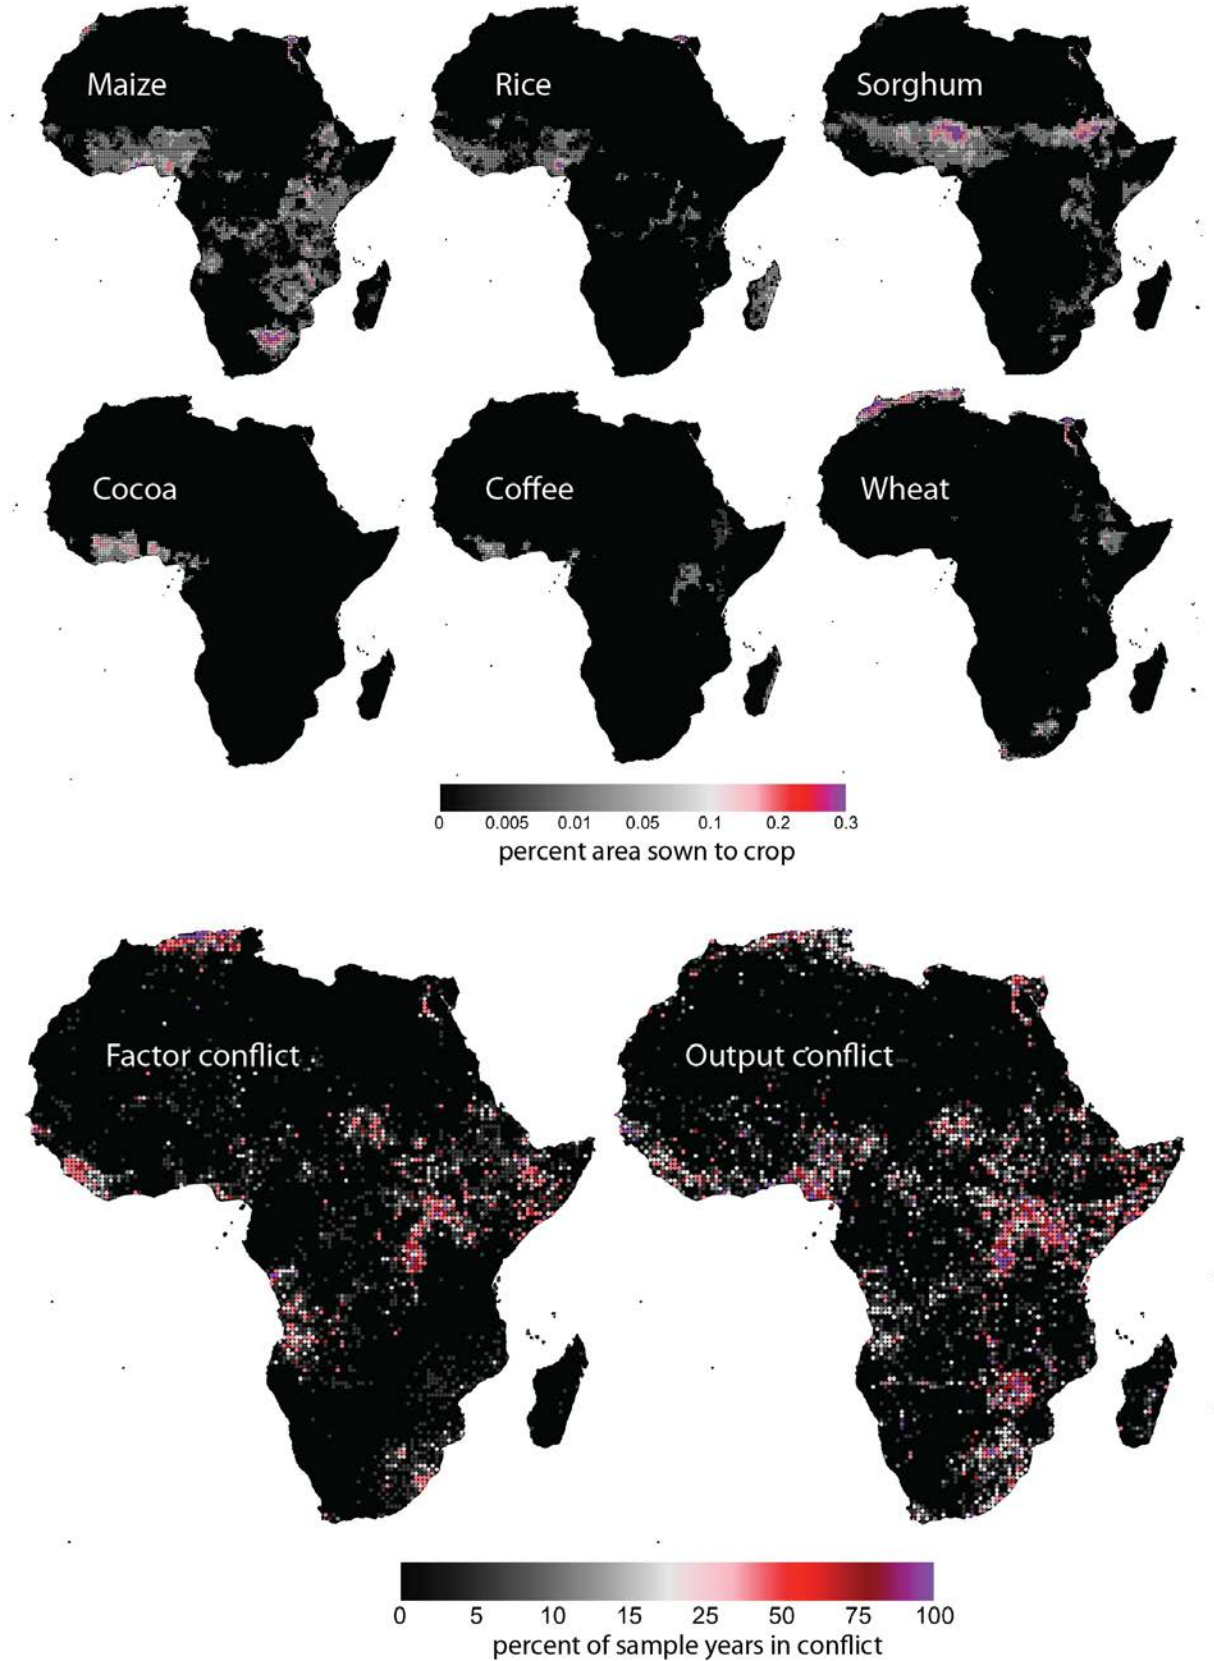 Maize
Rice
Sorghum
Cocoa
Coffee
Wheat
0 0.005 0.01 0.05 0.1 0.2 0.3
percent area sown to crop
Factor conflict
Output conflict
0 5 10 15 25 50 75 100
percent of sample years in conflict